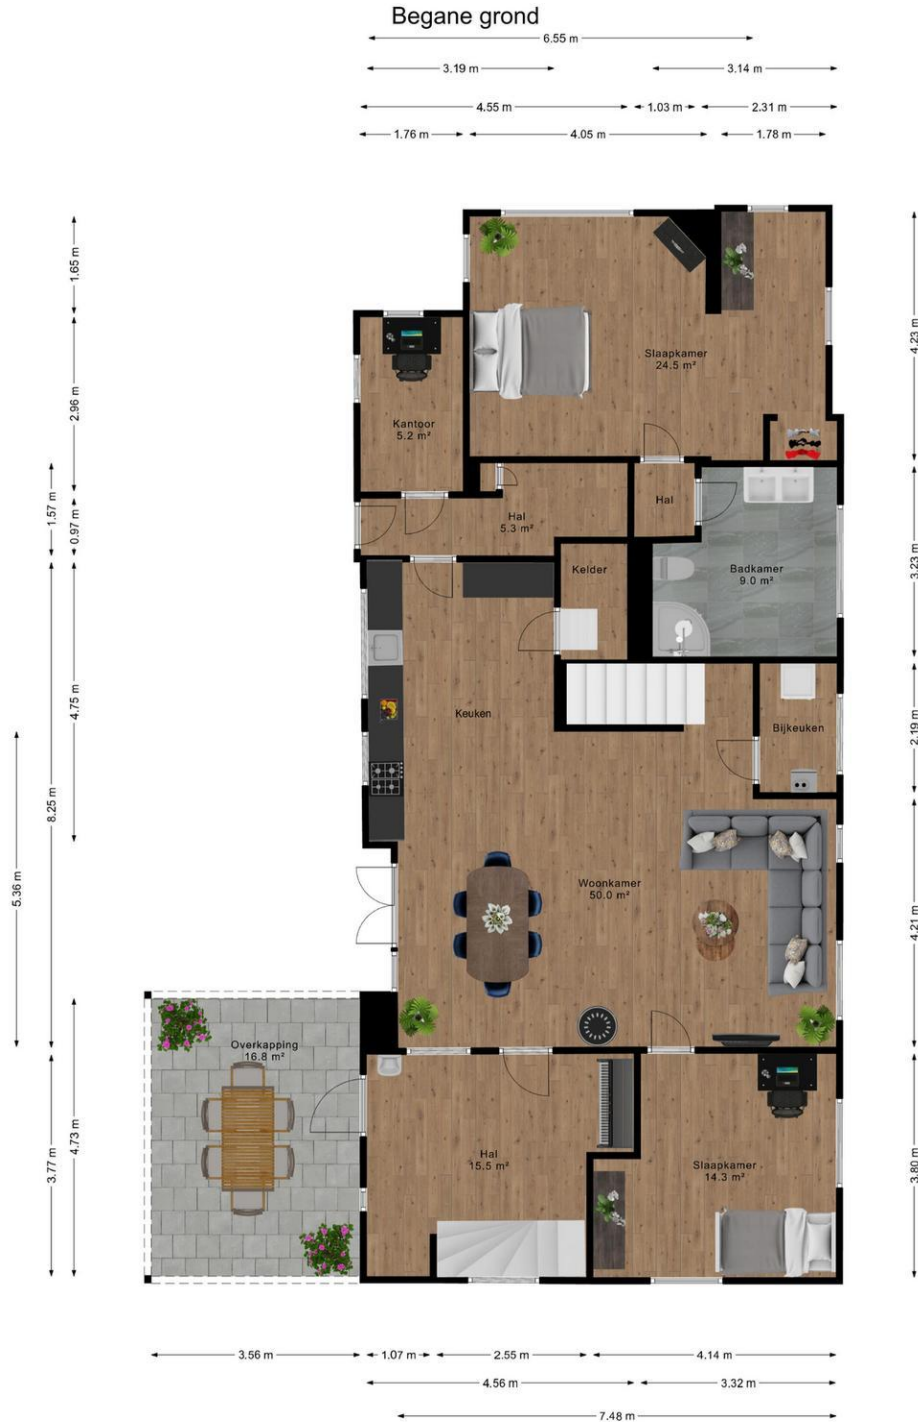 Begane grond
6.55 m
3.19 m
3.14 m
4.55 m
1.03 m
2.31 m
1.76 m
4.05 m
1.78 m
1.65 m
4.23 m
2.96 m
Slaapkamer
24.5 m²
Kantoor
5.2 m²
1.57 m
0.97 m
Hal
Hal
5.3 m²
3.23 m
Kelder
Badkamer
9.0 m²
4.75 m
Keuken
Bijkeuken
2.19 m
8.25 m
5.36 m
Woonkamer
50.0 m²
4.21 m
Overkapping
16.8 m²
4.73 m
3.77 m
Hal
15.5 m²
Slaapkamer
14.3 m²
3.80 m
3.56 m
1.07 m
2.55 m
4.14 m
4.56 m
3.32 m
7.48 m